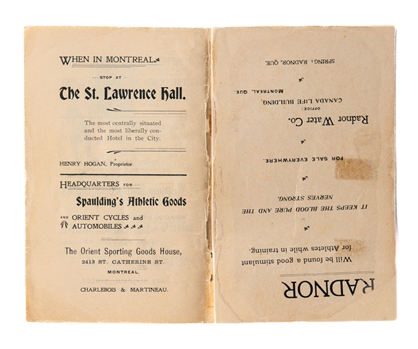 WHEN IN MONTREAL
STOP AT
The St. Lawrence Hall.
The most centrally situated
and the most liberally con-
ducted Hotel in the City.
HENRY HOGAN, Proprietor
HEADQUARTERS FOR
Spaulding's Athletic Goods
AND ORIENT CYCLES and
AUTOMOBILES
The Orient Sporting Goods House,
2413 ST. CATHERINE ST.
MONTREAL.
CHARLEBOIS & MARTINEAU.
RADNOR
Will be found a good stimulant
for Athletes while in training.
IT KEEPS THE BLOOD PURE AND THE
NERVES STRONG.
FOR SALE EVERYWHERE.
Radnor Water Co.
OFFICE:
CANADA LIFE BUILDING,
MONTREAL, QUE.
SPRING: RADNOR, QUE.